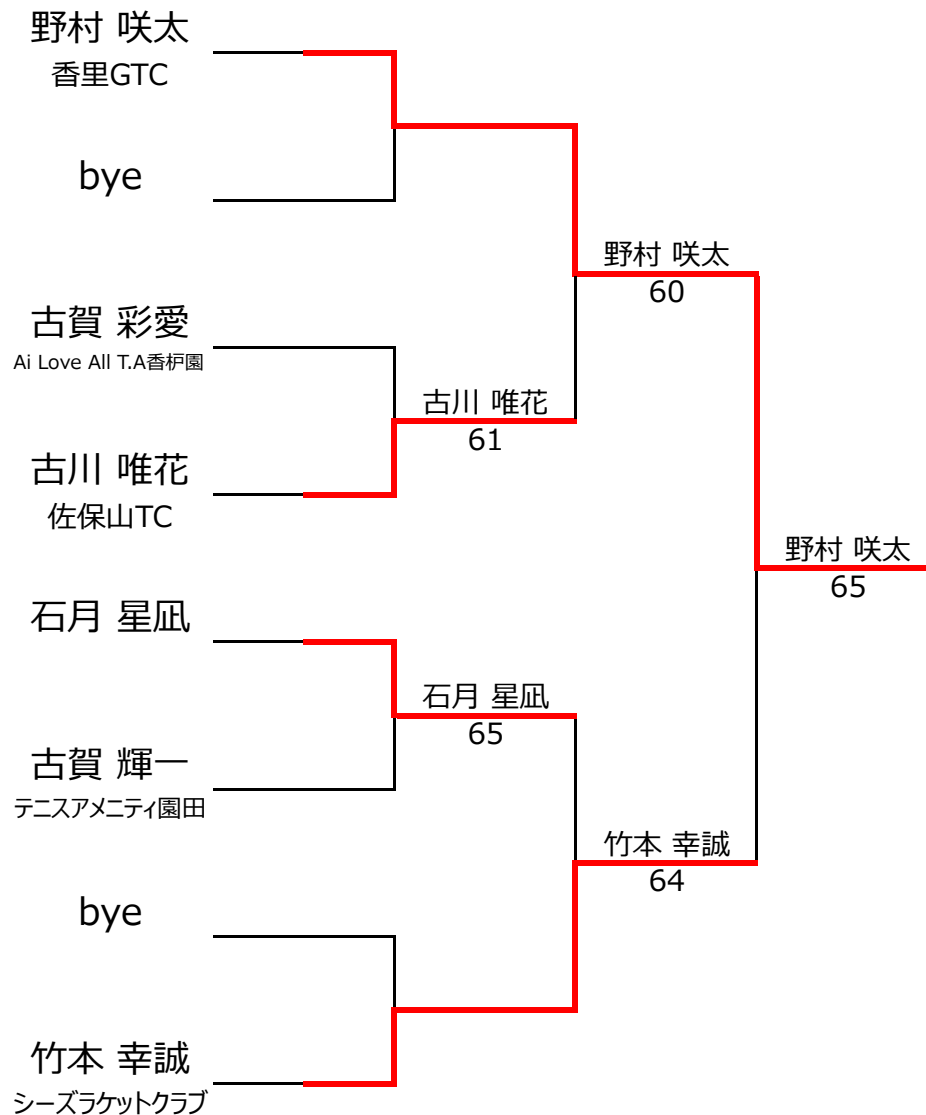 野村 咲太
香里GTC
bye
古賀 彩愛
Ai Love All T.A香枦園
古川 唯花
佐保山TC
石月 星凪
古賀 輝一
テニスアメニティ園田
bye
竹本 幸誠
シーズラケットクラブ
古川 唯花
61
石月 星凪
65
野村 咲太
60
竹本 幸誠
64
野村 咲太
65